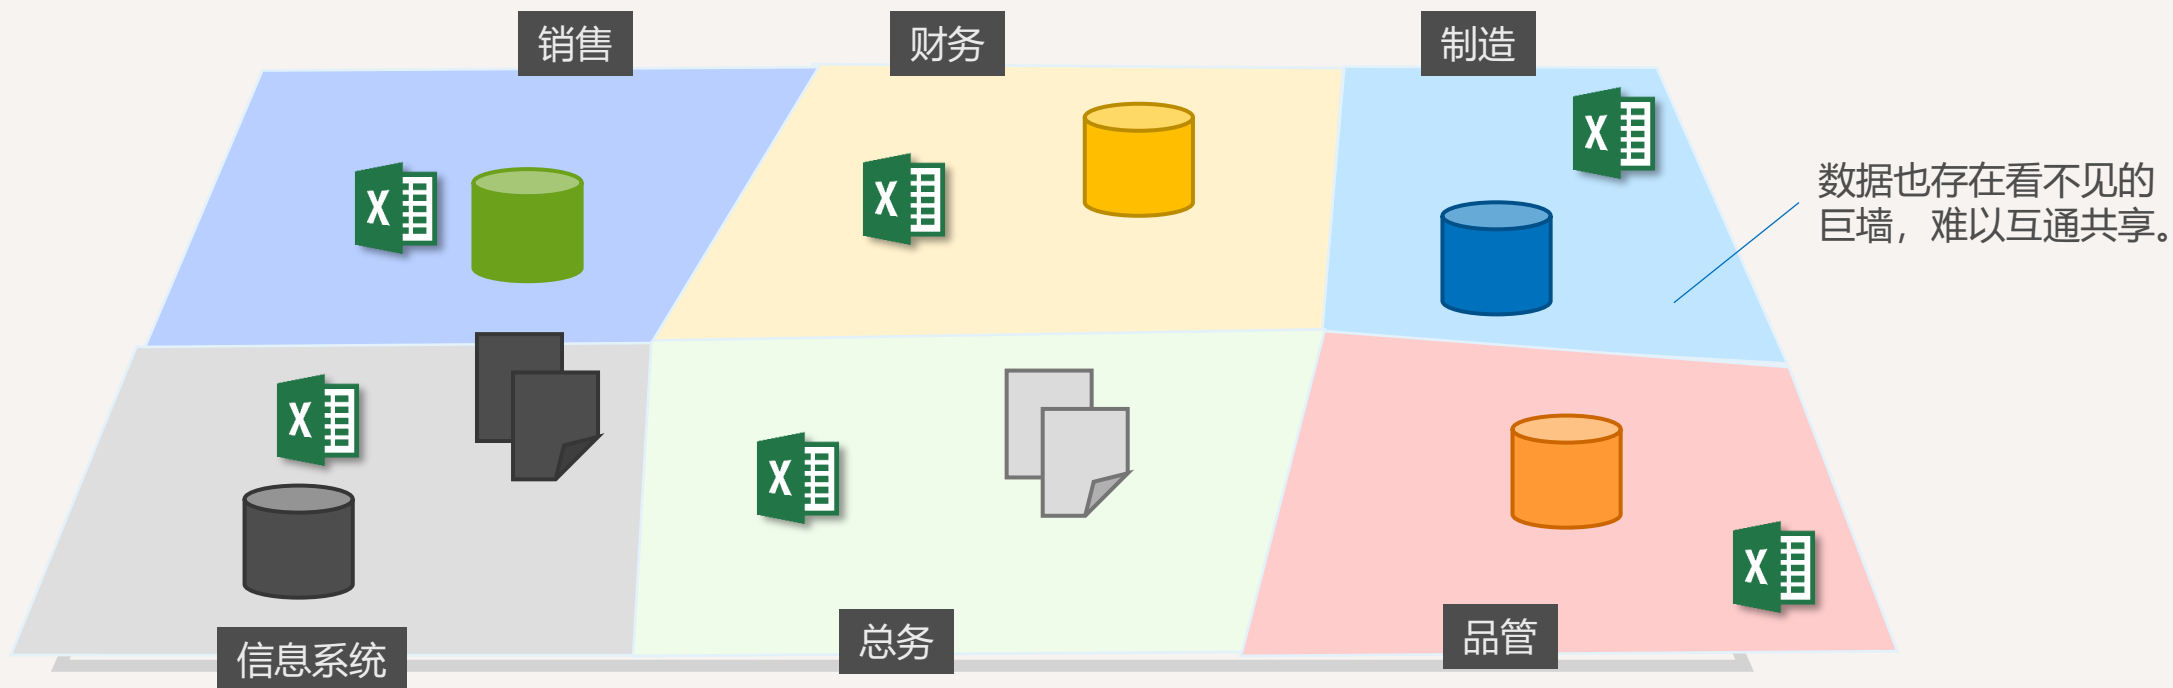 销售
财务
制造
数据也存在看不见的
巨墙，难以互通共享。
X
X
X
X
X
X
信息系统
总务
品管